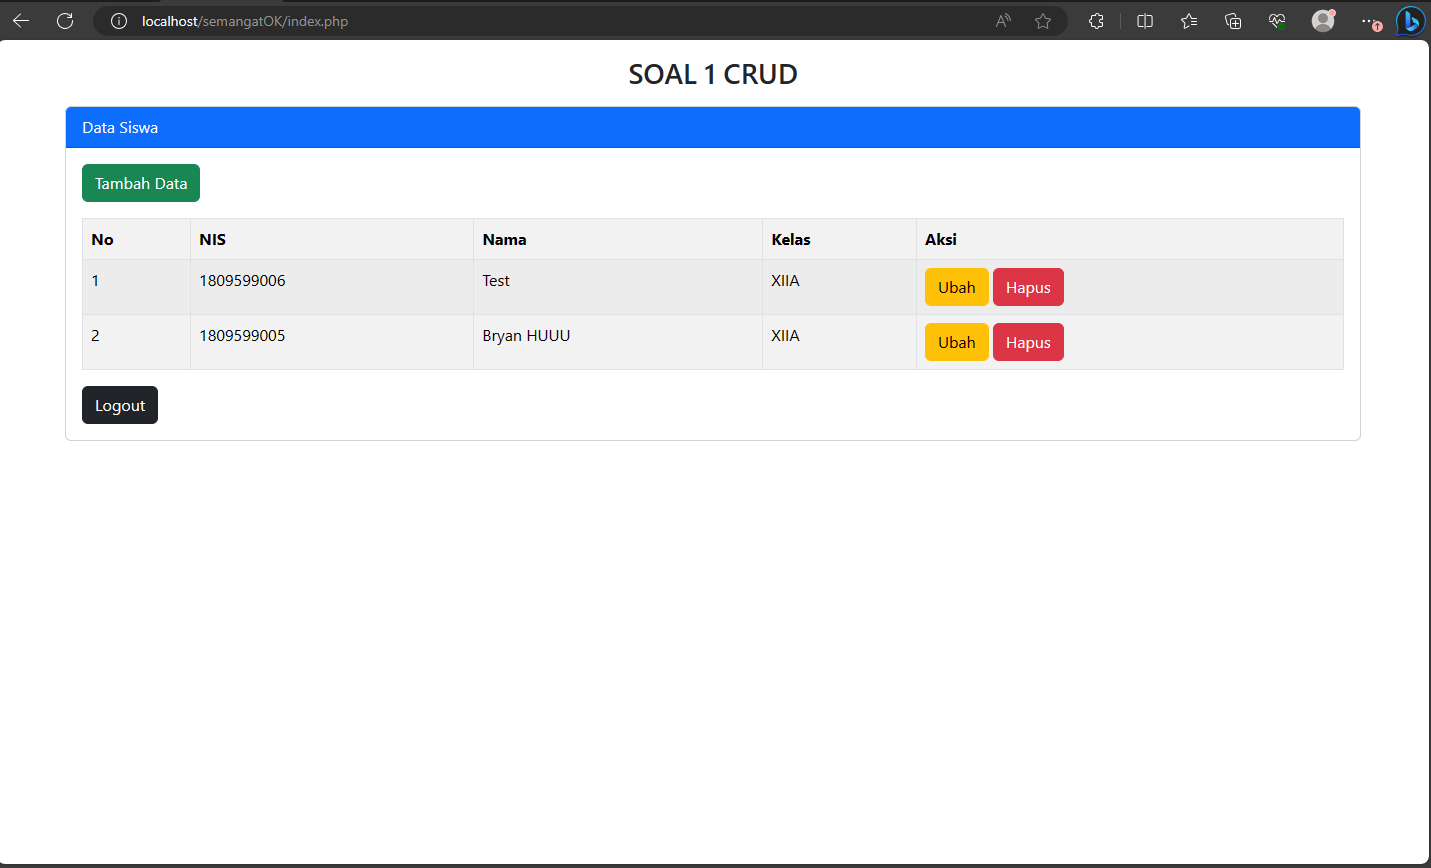 localhost/semangatOK/index.php
SOAL 1 CRUD
Data Siswa
Tambah Data
No NIS Nama Kelas Aksi
1 1809599006 Test XIIA Ubah Hapus
2 1809599005 Bryan HUUU XIIA Ubah Hapus
Logout